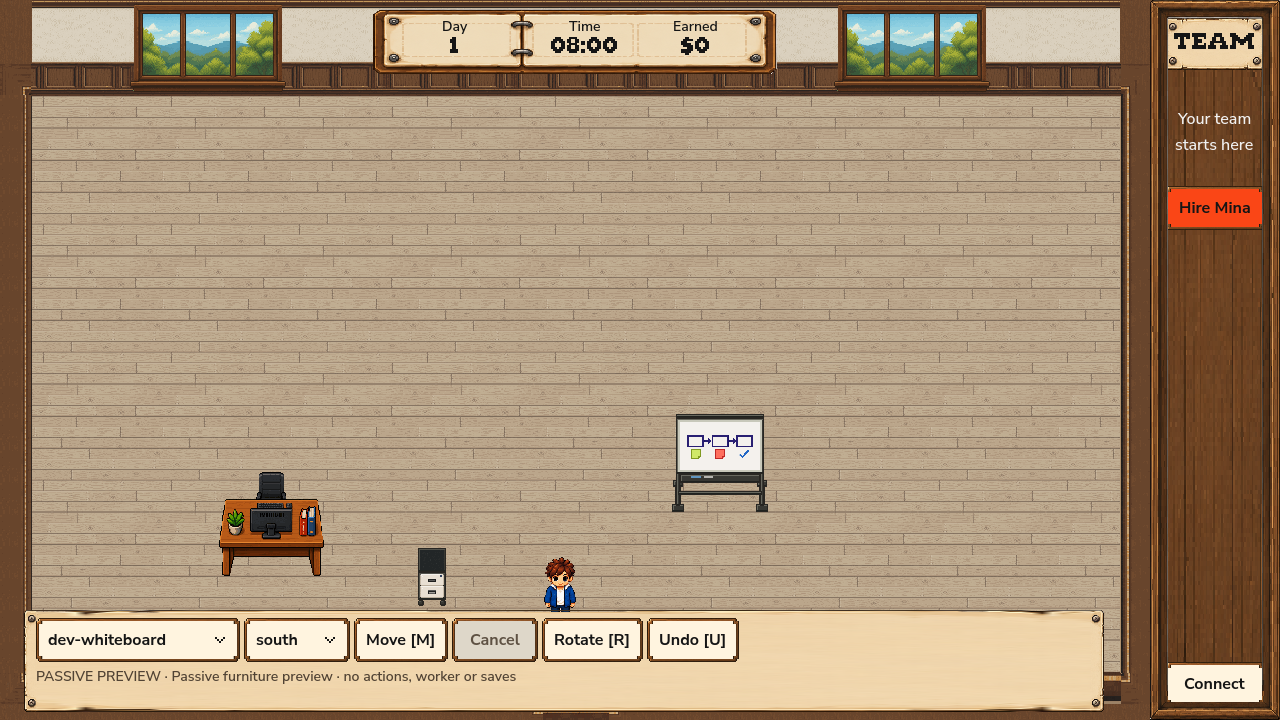 Day
1
Time
08:00
Earned
$0
TEAM
Your team
starts here
Hire Mina
dev-whiteboard
south
Move [M]
Cancel
Rotate [R]
Undo [U]
PASSIVE PREVIEW · Passive furniture preview · no actions, worker or saves
Connect